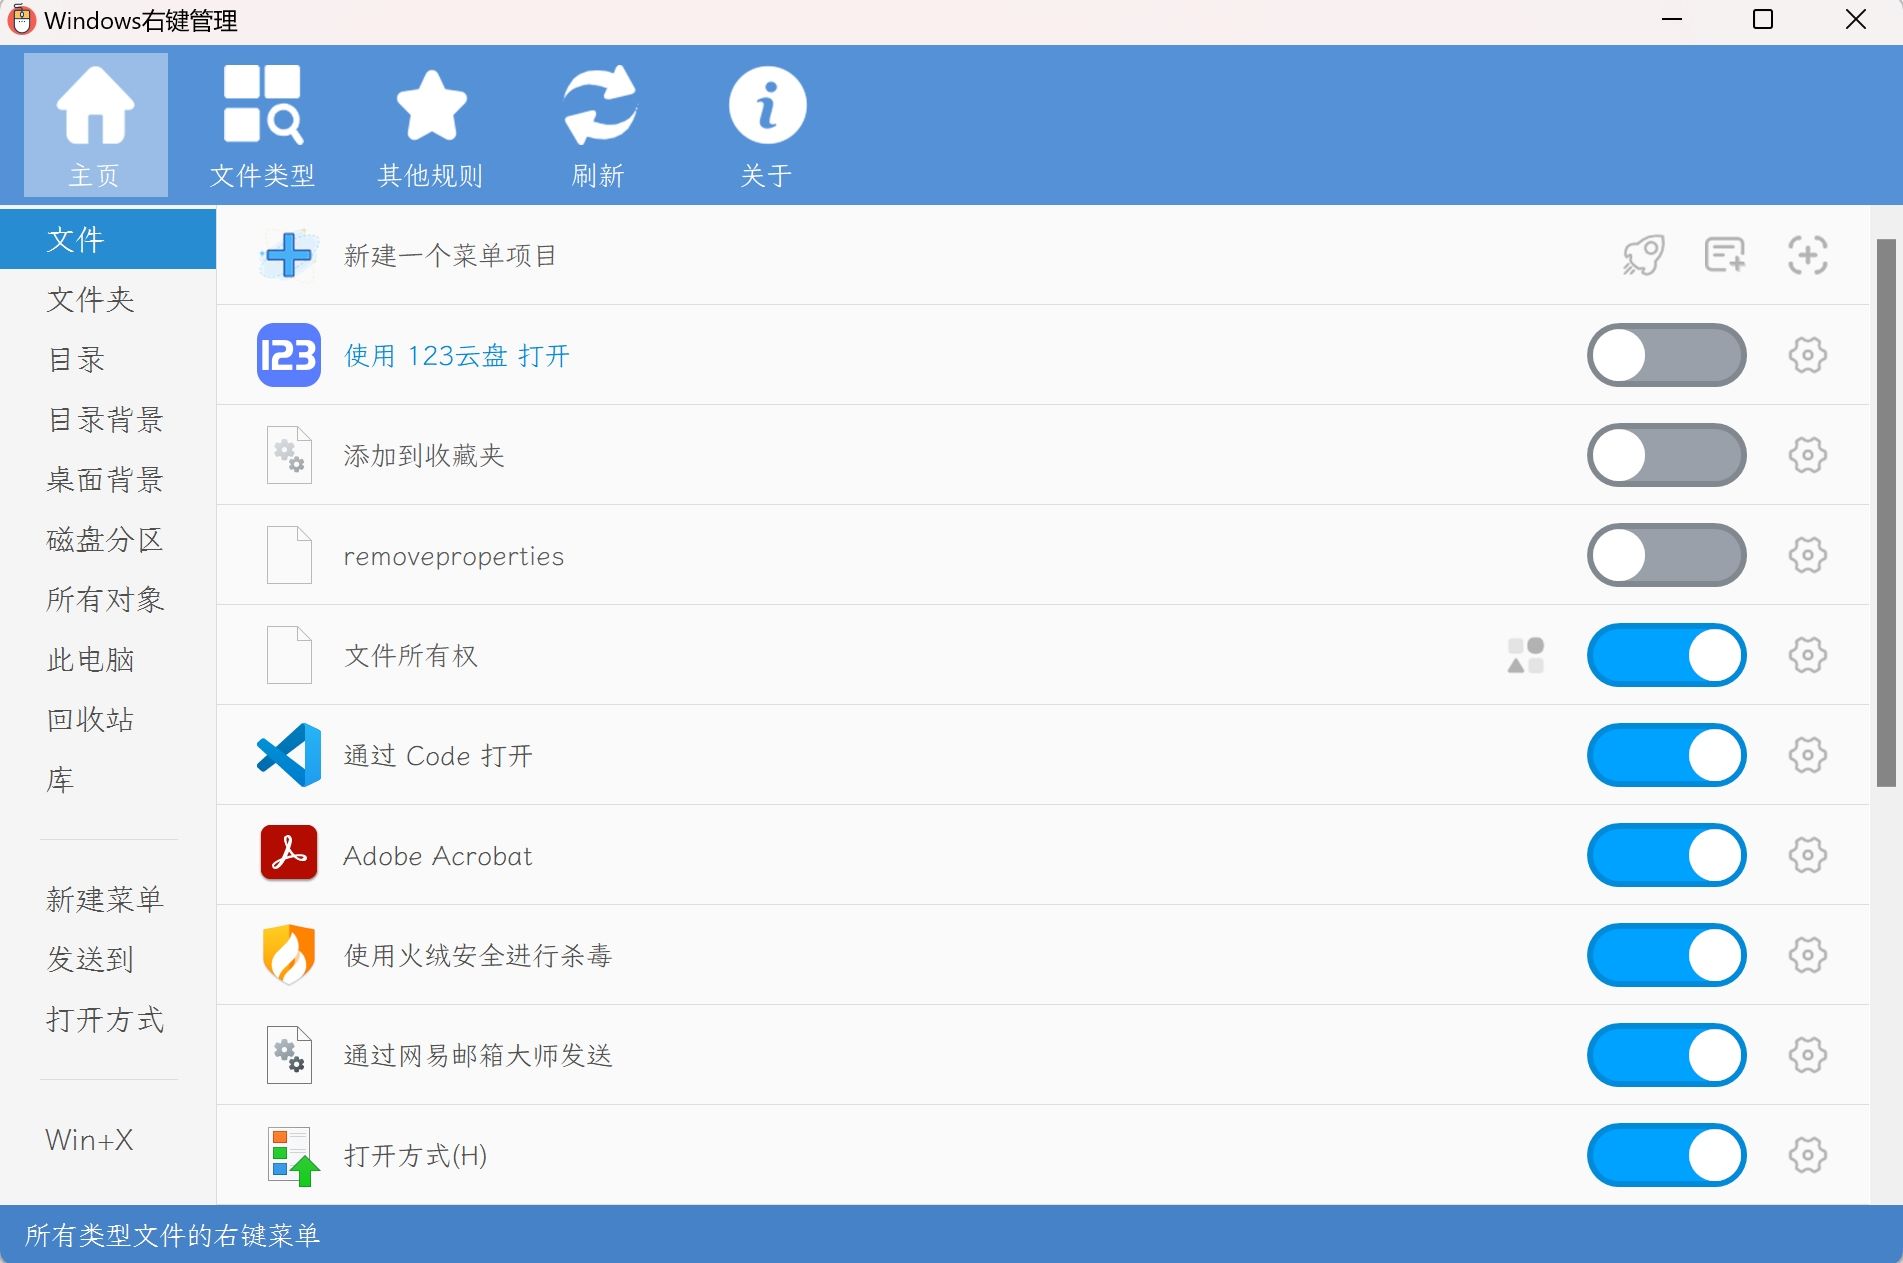 Windows右键管理
主页
文件类型
其他规则
刷新
关于
文件
文件夹
目录
目录背景
桌面背景
磁盘分区
所有对象
此电脑
回收站
库
新建菜单
发送到
打开方式
Win+X
新建一个菜单项目
123
使用 123云盘 打开
添加到收藏夹
removeproperties
文件所有权
通过 Code 打开
Adobe Acrobat
使用火绒安全进行杀毒
通过网易邮箱大师发送
打开方式(H)
所有类型文件的右键菜单